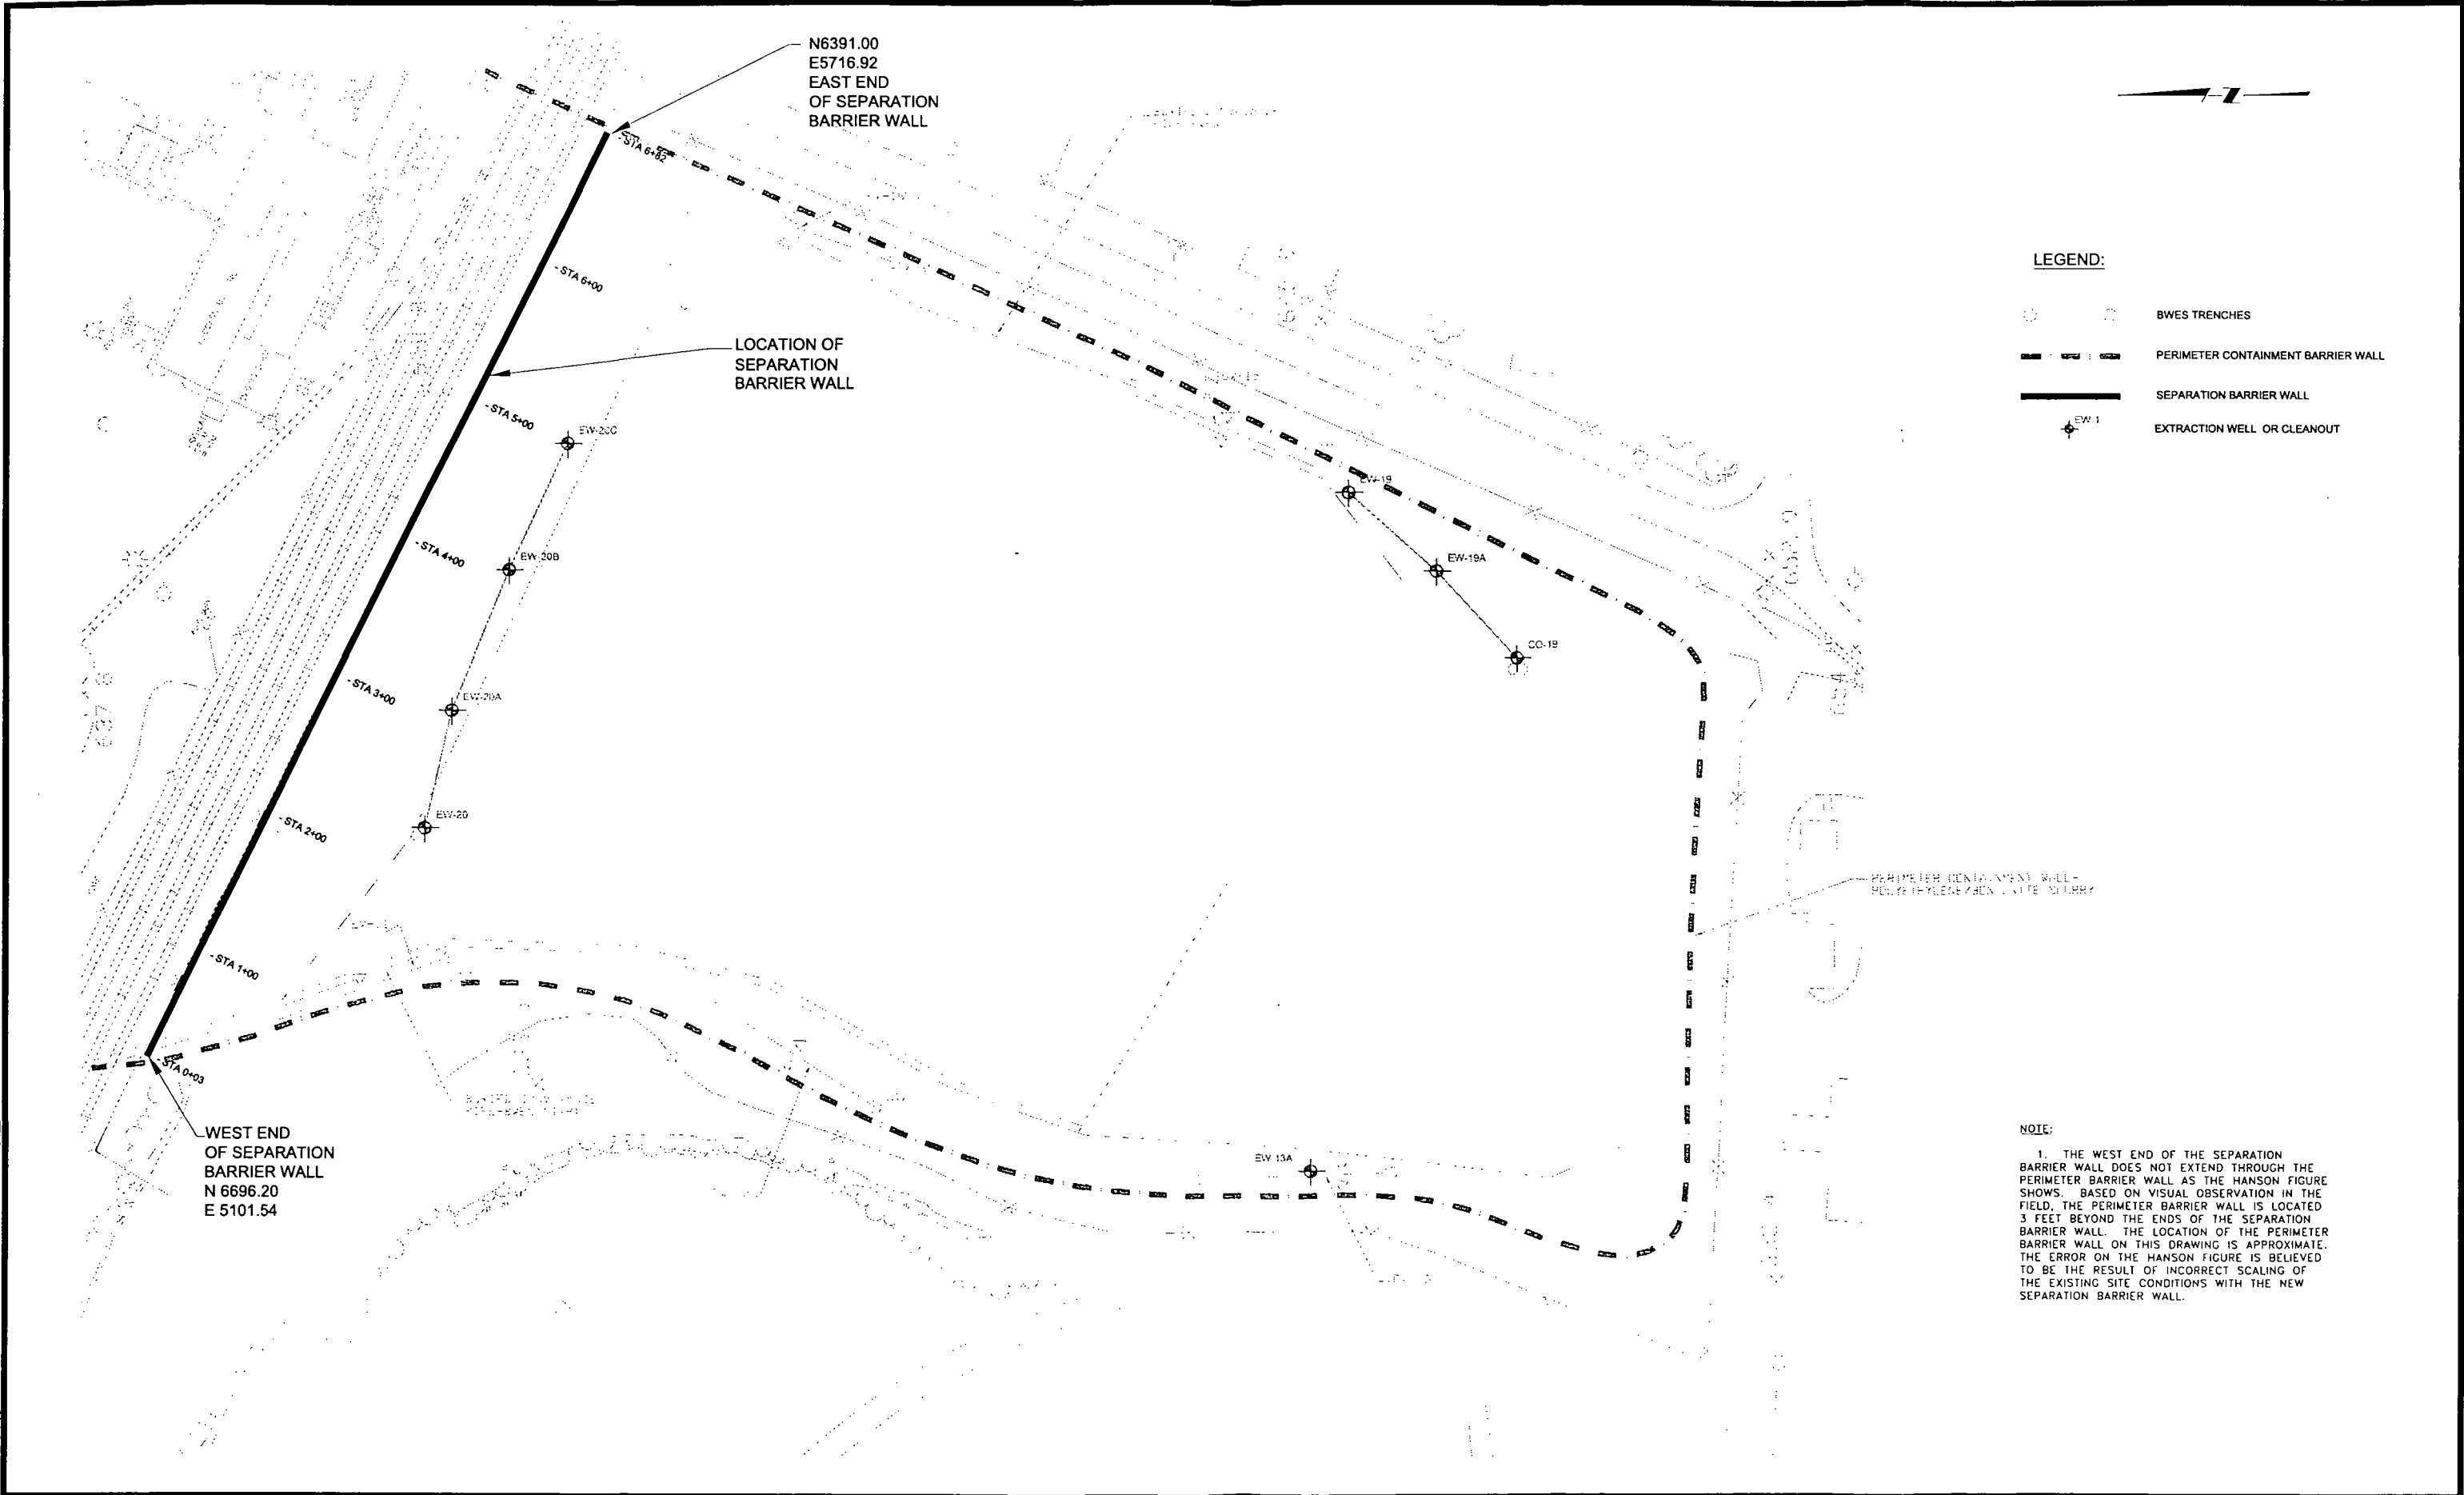 N6391.00
E5716.92
EAST END
OF SEPARATION
BARRIER WALL
Z
STA 6+82
STA 6+00
LOCATION OF
SEPARATION
BARRIER WALL
STA 5+00
EW-20C
STA 4+00
EW-20B
STA 3+00
EW-20A
STA 2+00
EW-20
STA 1+00
STA 0+03
WEST END
OF SEPARATION
BARRIER WALL
N 6696.20
E 5101.54
EW-19
EW-19A
CO-19
EW-13A
PERIMETER CONTAINMENT WALL-
LEGEND:
BWES TRENCHES
PERIMETER CONTAINMENT BARRIER WALL
SEPARATION BARRIER WALL
EW-1
EXTRACTION WELL OR CLEANOUT
NOTE:
1. THE WEST END OF THE SEPARATION
BARRIER WALL DOES NOT EXTEND THROUGH THE
PERIMETER BARRIER WALL AS THE HANSON FIGURE
SHOWS. BASED ON VISUAL OBSERVATION IN THE
FIELD, THE PERIMETER BARRIER WALL IS LOCATED
3 FEET BEYOND THE ENDS OF THE SEPARATION
BARRIER WALL. THE LOCATION OF THE PERIMETER
BARRIER WALL ON THIS DRAWING IS APPROXIMATE.
THE ERROR ON THE HANSON FIGURE IS BELIEVED
TO BE THE RESULT OF INCORRECT SCALING OF
THE EXISTING SITE CONDITIONS WITH THE NEW
SEPARATION BARRIER WALL.